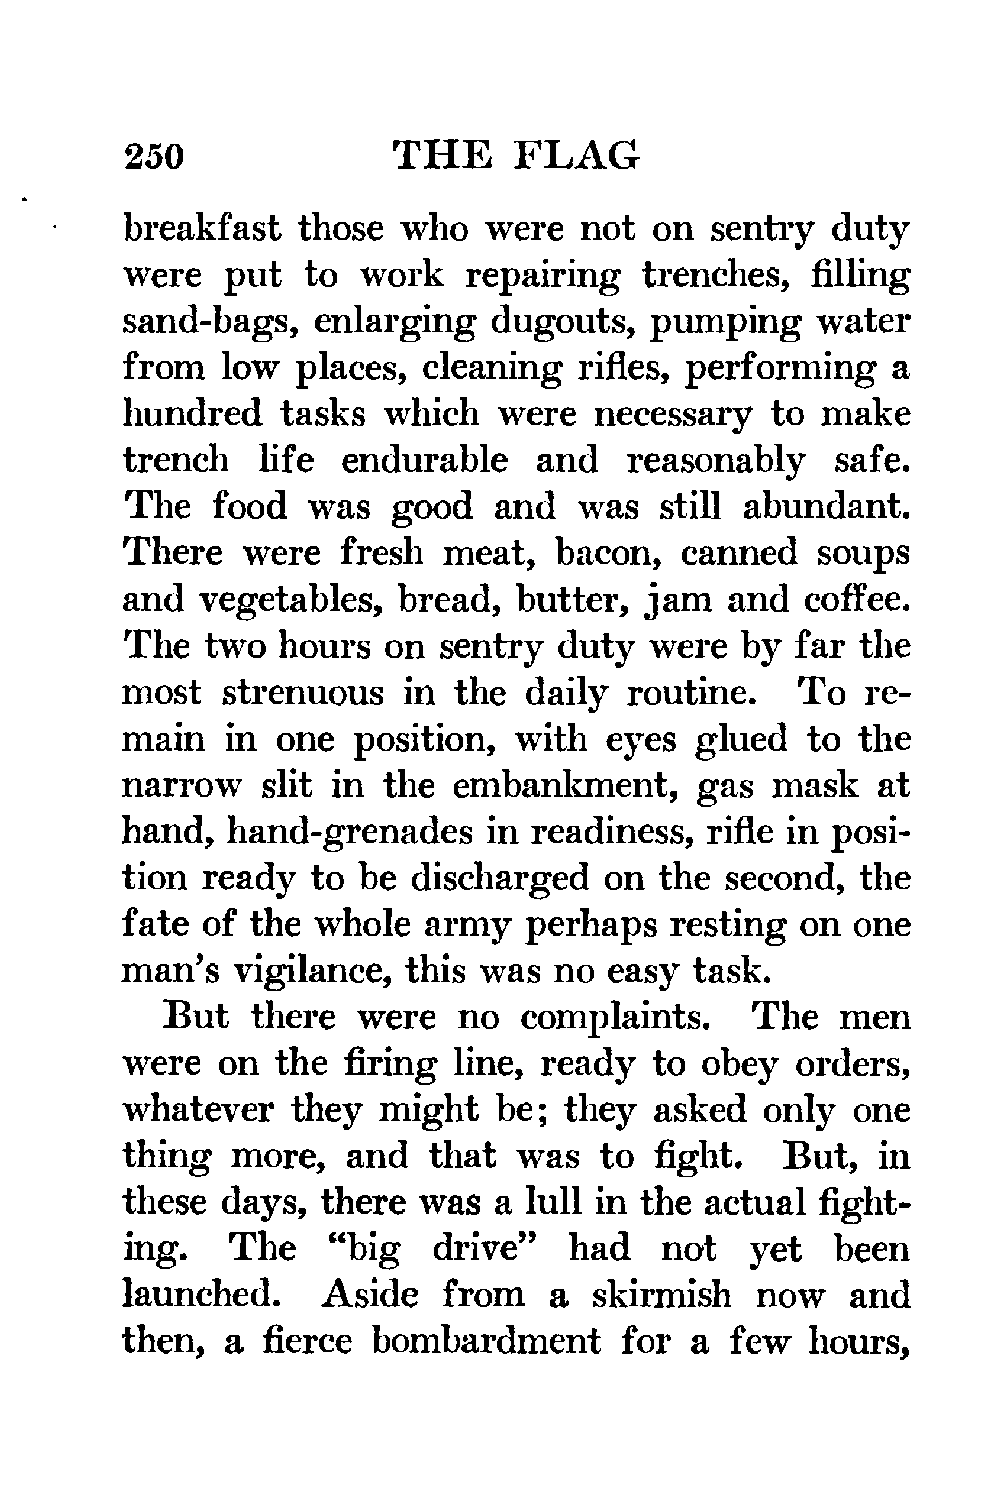 250 THE FLAG
breakfast those who were not on sentry duty
were put to work repairing trenches, filling
sand-bags, enlarging dugouts, pumping water
from low places, cleaning rifles, performing a
hundred tasks which were necessary to make
trench life endurable and reasonably safe.
The food was good and was still abundant.
There were fresh meat, bacon, canned soups
and vegetables, bread, butter, jam and coffee.
The two hours on sentry duty were by far the
most strenuous in the daily routine. To re-
main in one position, with eyes glued to the
narrow slit in the embankment, gas mask at
hand, hand-grenades in readiness, rifle in posi-
tion ready to be discharged on the second, the
fate of the whole army perhaps resting on one
man's vigilance, this was no easy task.
But there were no complaints. The men
were on the firing line, ready to obey orders,
whatever they might be; they asked only one
thing more, and that was to fight. But, in
these days, there was a lull in the actual fight-
ing. The “big drive” had not yet been
launched. Aside from a skirmish now and
then, a fierce bombardment for a few hours,